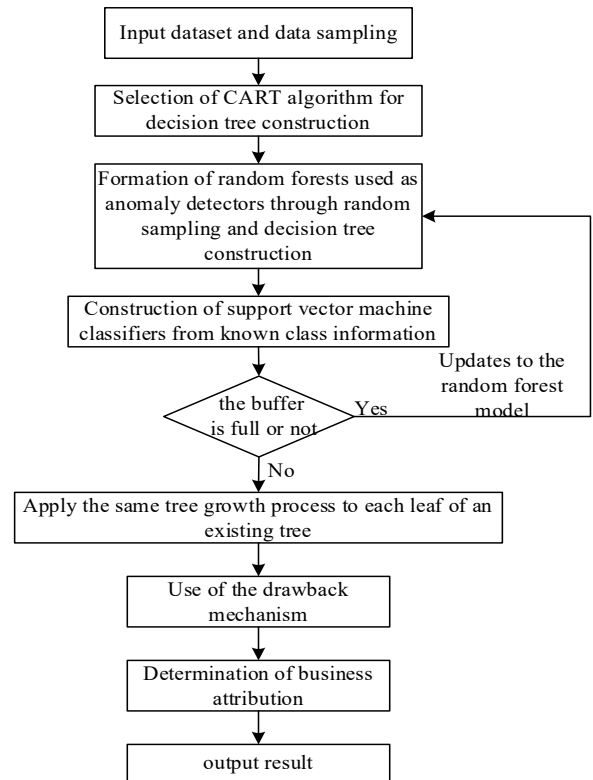 Input dataset and data sampling
Selection of CART algorithm for
decision tree construction
Formation of random forests used as
anomaly detectors through random
sampling and decision tree
construction
Construction of support vector machine
classifiers from known class information
Updates to the
random forest
model
the buffer
is full or not
Yes
No
Apply the same tree growth process to each leaf of an
existing tree
Use of the drawback
mechanism
Determination of business
attribution
output result